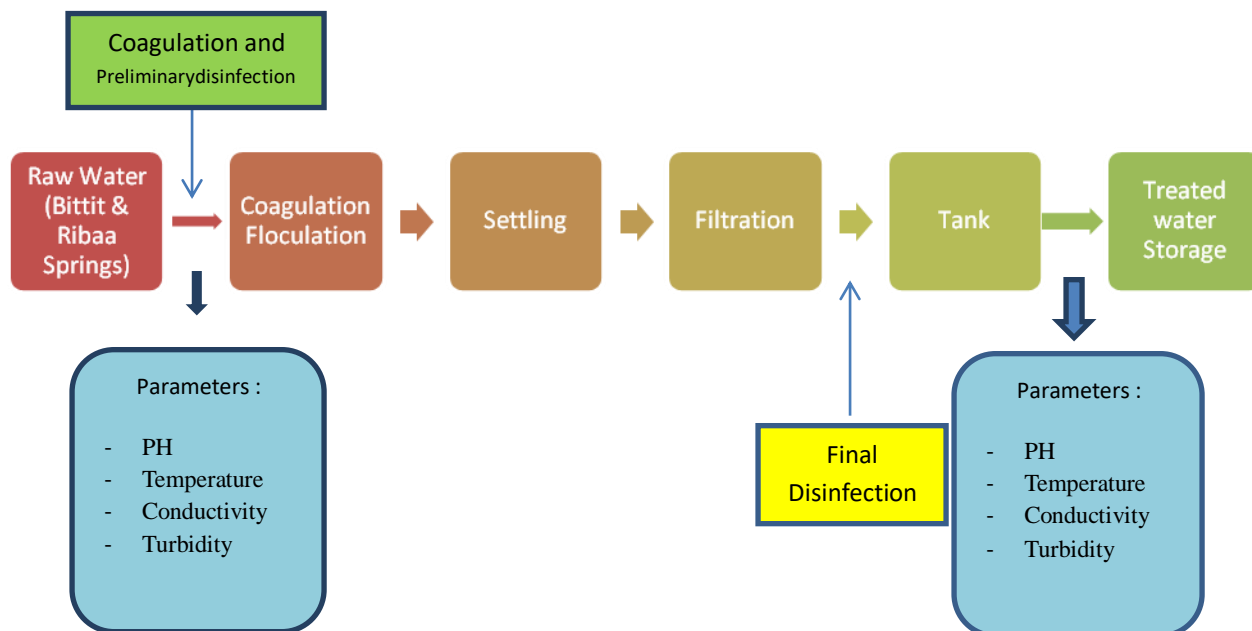 Coagulation and
Preliminarydisinfection
Raw Water
(Bittit &
Ribaa
Springs)
Coagulation
Floculation
Settling
Filtration
Tank
Treated
water
Storage
Parameters :
- PH
- Temperature
- Conductivity
- Turbidity
Final
Disinfection
Parameters :
- PH
- Temperature
- Conductivity
- Turbidity